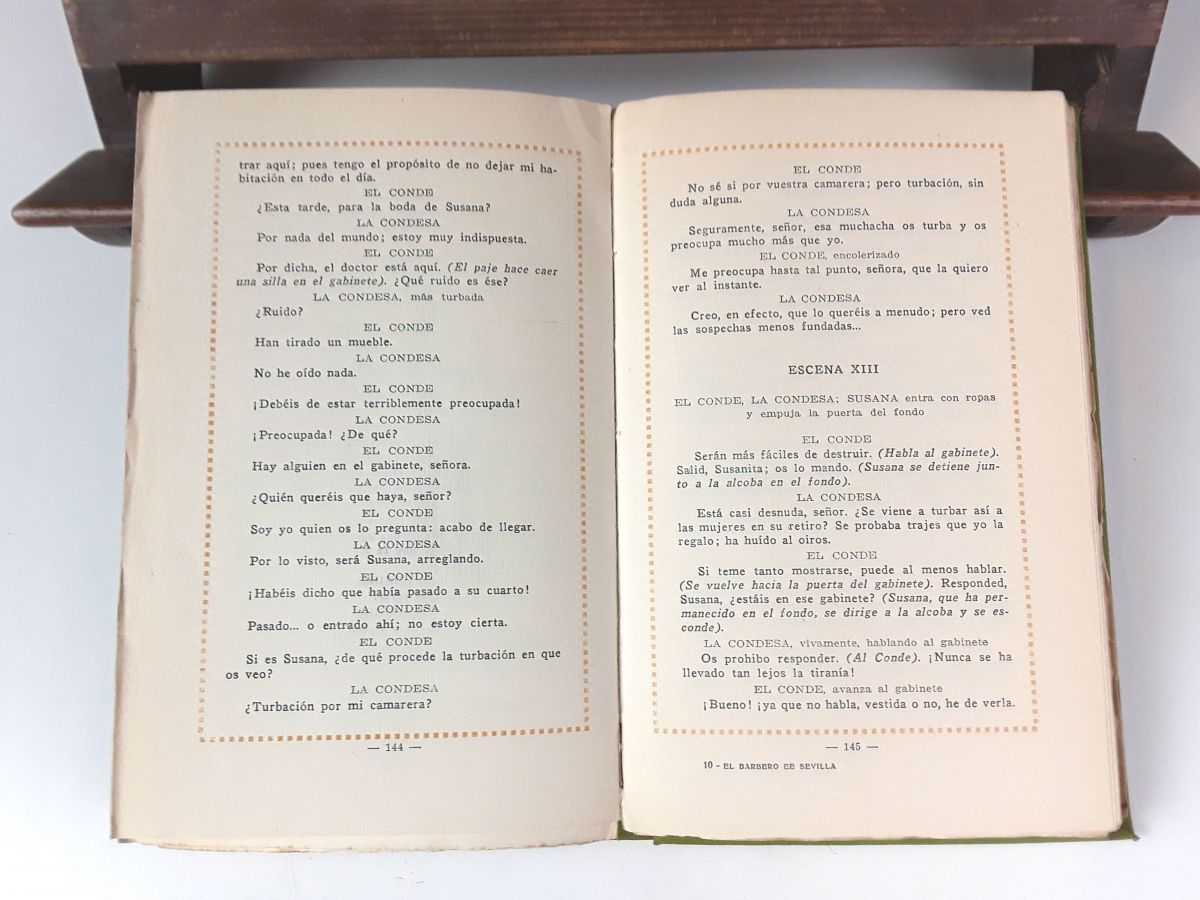 trar aquí; pues tengo el propósito de no dejar mi ha-
bitación en todo el día.
EL CONDE
¿Esta tarde, para la boda de Susana?
LA CONDESA
Por nada del mundo; estoy muy indispuesta.
EL CONDE
Por dicha, el doctor está aquí. (El paje hace caer
una silla en el gabinete). ¿Qué ruido es ése?
LA CONDESA, más turbada
¿Ruido?
EL CONDE
Han tirado un mueble.
LA CONDESA
No he oído nada.
EL CONDE
¡Debéis de estar terriblemente preocupada!
LA CONDESA
¡Preocupada! ¿De qué?
EL CONDE
Hay alguien en el gabinete, señora.
LA CONDESA
¿Quién queréis que haya, señor?
EL CONDE
Soy yo quien os lo pregunta: acabo de llegar.
LA CONDESA
Por lo visto, será Susana, arreglando.
EL CONDE
¡Habéis dicho que había pasado a su cuarto!
LA CONDESA
Pasado... o entrado ahí; no estoy cierta.
EL CONDE
Si es Susana, ¿de qué procede la turbación en que
os veo?
LA CONDESA
¿Turbación por mi camarera?
— 144 —
EL CONDE
No sé si por vuestra camarera; pero turbación, sin
duda alguna.
LA CONDESA
Seguramente, señor, esa muchacha os turba y os
preocupa mucho más que yo.
EL CONDE, encolerizado
Me preocupa hasta tal punto, señora, que la quiero
ver al instante.
LA CONDESA
Creo, en efecto, que lo queréis a menudo; pero ved
las sospechas menos fundadas...
ESCENA XIII
EL CONDE, LA CONDESA; SUSANA entra con ropas
y empuja la puerta del fondo
EL CONDE
Serán más fáciles de destruir. (Habla al gabinete).
Salid, Susanita; os lo mando. (Susana se detiene jun-
to a la alcoba en el fondo).
LA CONDESA
Está casi desnuda, señor. ¿Se viene a turbar así a
las mujeres en su retiro? Se probaba trajes que yo la
regalo; ha huído al oiros.
EL CONDE
Si teme tanto mostrarse, puede al menos hablar.
(Se vuelve hacia la puerta del gabinete). Responded,
Susana, ¿estáis en ese gabinete? (Susana, que ha per-
manecido en el fondo, se dirige a la alcoba y se es-
conde).
LA CONDESA, vivamente, hablando al gabinete
Os prohibo responder. (Al Conde). ¡Nunca se ha
llevado tan lejos la tiranía!
EL CONDE, avanza al gabinete
¡Bueno! ¡ya que no habla, vestida o no, he de verla.
— 145 —
10 - EL BARBERO DE SEVILLA